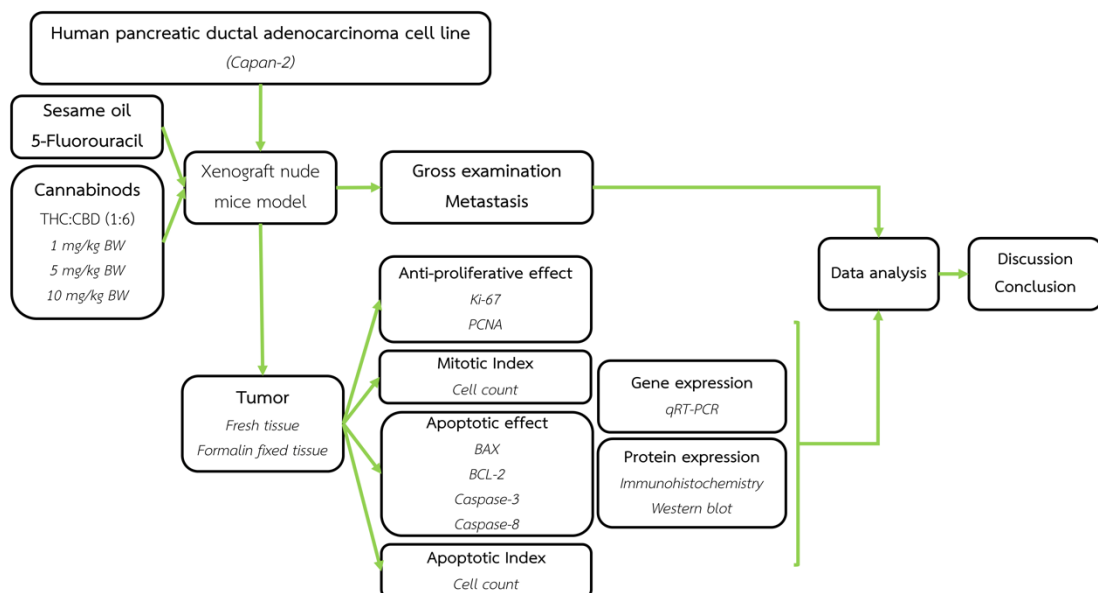 Human pancreatic ductal adenocarcinoma cell line
(Capan-2)
Sesame oil
5-Fluorouracil
Cannabinods
THC:CBD (1:6)
1 mg/kg BW
5 mg/kg BW
10 mg/kg BW
Xenograft nude
mice model
Gross examination
Metastasis
Tumor
Fresh tissue
Formalin fixed tissue
Anti-proliferative effect
Ki-67
PCNA
Mitotic Index
Cell count
Apoptotic effect
BAX
BCL-2
Caspase-3
Caspase-8
Apoptotic Index
Cell count
Gene expression
qRT-PCR
Protein expression
Immunohistochemistry
Western blot
Data analysis
Discussion
Conclusion